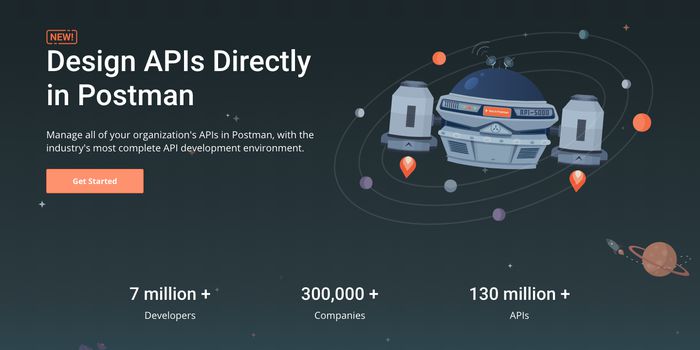 NEW!
Design APIs Directly
in Postman
Manage all of your organization's APIs in Postman, with the
industry's most complete API development environment.
Get Started
API-5000
7 million +
300,000 +
130 million +
Developers
Companies
APIs